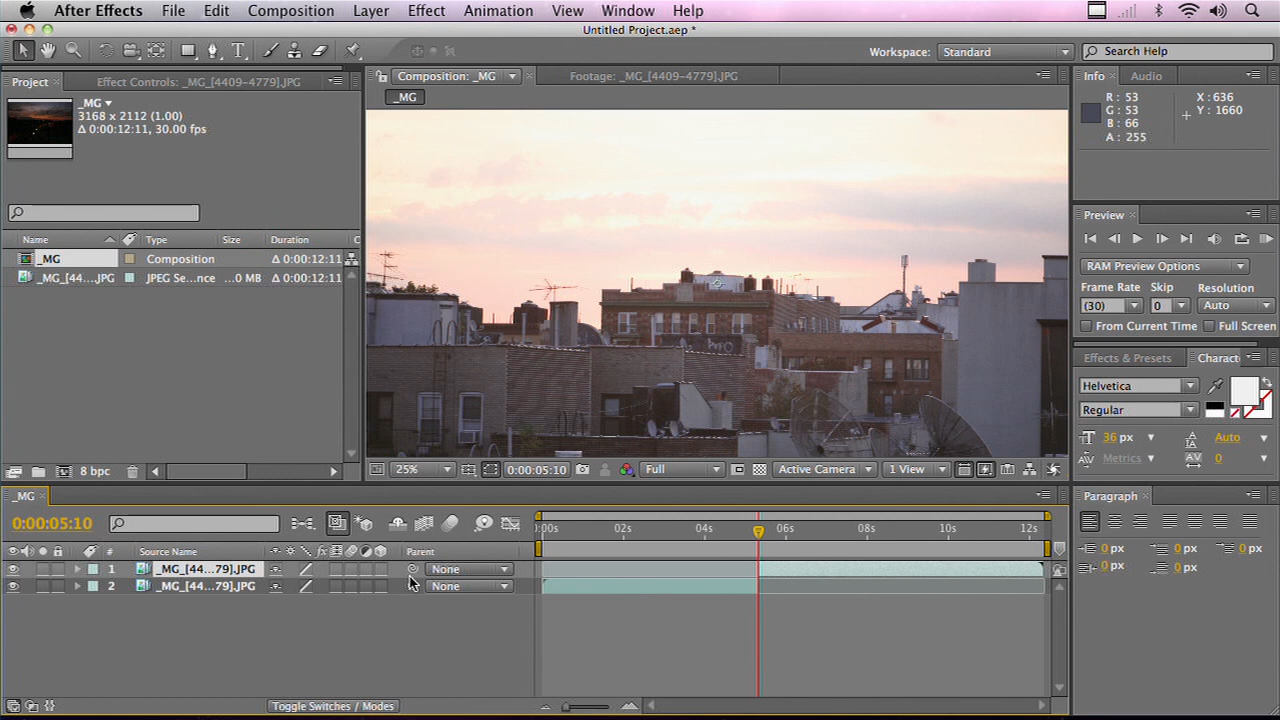 After Effects File Edit Composition Layer Effect Animation View Window Help
Untitled Project.aep *
Workspace: Standard Search Help
Project Effect Controls: _MG_[4409-4779].JPG
_MG
3168 x 2112 (1.00)
Δ 0:00:12:11, 30.00 fps
Name Type Size Duration C
_MG Composition Δ 0:00:12:11
_MG_[44....JPG JPEG Se...nce ...0 MB Δ 0:00:12:11
8 bpc
Composition: _MG Footage: _MG_[4409-4779].JPG
_MG
25% 0:00:05:10 Full Active Camera 1 View
Info Audio
R: 53 X: 636
G: 53 Y: 1660
B: 66
A: 255
Preview
RAM Preview Options
Frame Rate Skip Resolution
(30) 0 Auto
From Current Time Full Screen
Effects & Presets Charact
Helvetica
Regular
36 px Auto
Metrics 0
_MG
0:00:05:10
:00s 02s 04s 06s 08s 10s 12s
# Source Name Parent
1 _MG_[44...79].JPG None
2 _MG_[44...79].JPG None
Toggle Switches / Modes
Paragraph
0 px 0 px 0 px
0 px 0 px